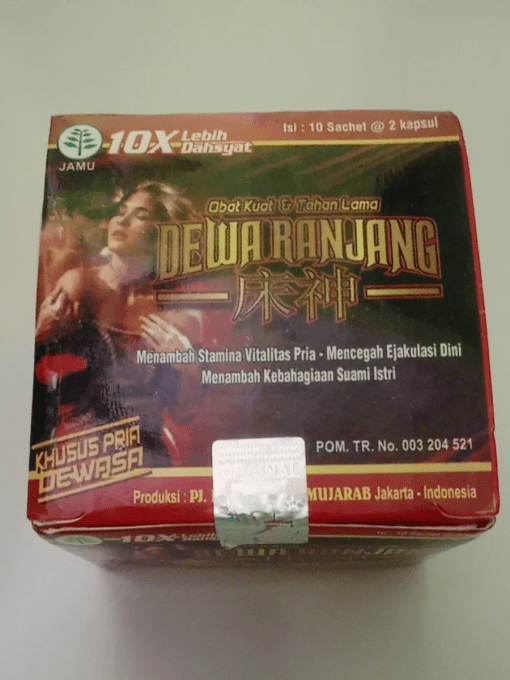 10X Lebih Dahsyat
Isi : 10 Sachet @ 2 kapsul
JAMU
Obat Kuat & Tahan Lama
DEWA RANJANG
床神
Menambah Stamina Vitalitas Pria - Mencegah Ejakulasi Dini
Menambah Kebahagiaan Suami Istri
KHUSUS PRIA
DEWASA
POM. TR. No. 003 204 521
ORIGINAL
Produksi : PJ. MUJARAB Jakarta - Indonesia
10X Lebih